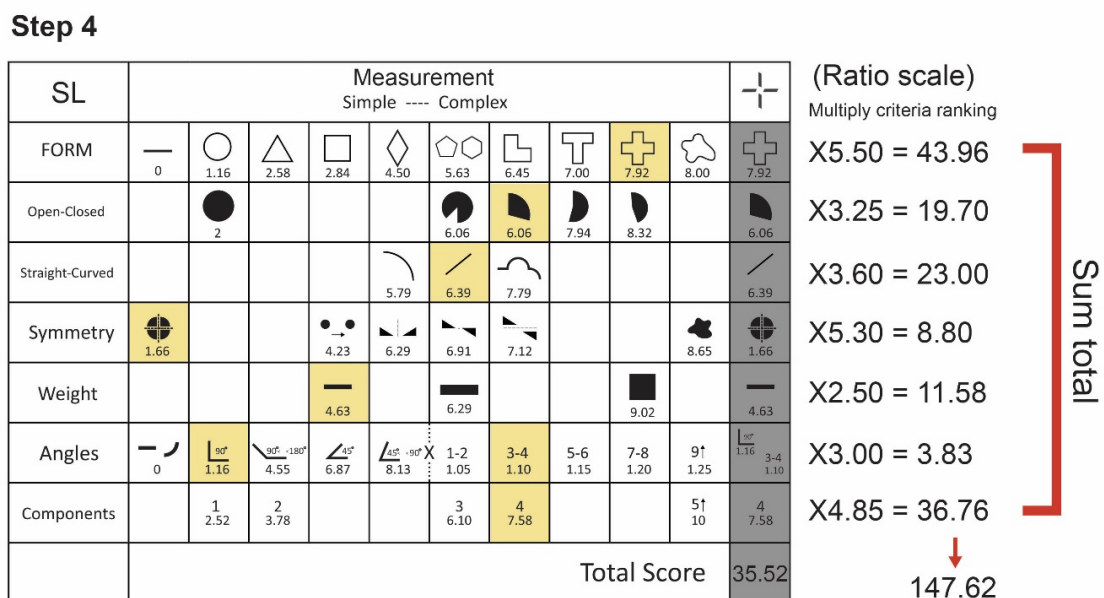 Step 4
SL
Measurement
Simple ---- Complex
(Ratio scale)
Multiply criteria ranking
FORM
0 1.16 2.58 2.84 4.50 5.63 6.45 7.00 7.92 8.00 7.92
X5.50 = 43.96
Open-Closed
2 6.06 6.06 7.94 8.32 6.06
X3.25 = 19.70
Straight-Curved
5.79 6.39 7.79 6.39
X3.60 = 23.00
Symmetry
1.66 4.23 6.29 6.91 7.12 8.65 1.66
X5.30 = 8.80
Weight
4.63 6.29 9.02 4.63
X2.50 = 11.58
Angles
90° 90° -180° 45° 45° -90° X 1-2 3-4 5-6 7-8 9↑ 90° 3-4
0 1.16 4.55 6.87 8.13 1.05 1.10 1.15 1.20 1.25 1.16 1.10
X3.00 = 3.83
Components
1 2 3 4 5↑ 4
2.52 3.78 6.10 7.58 10 7.58
X4.85 = 36.76
Sum total
Total Score 35.52
147.62